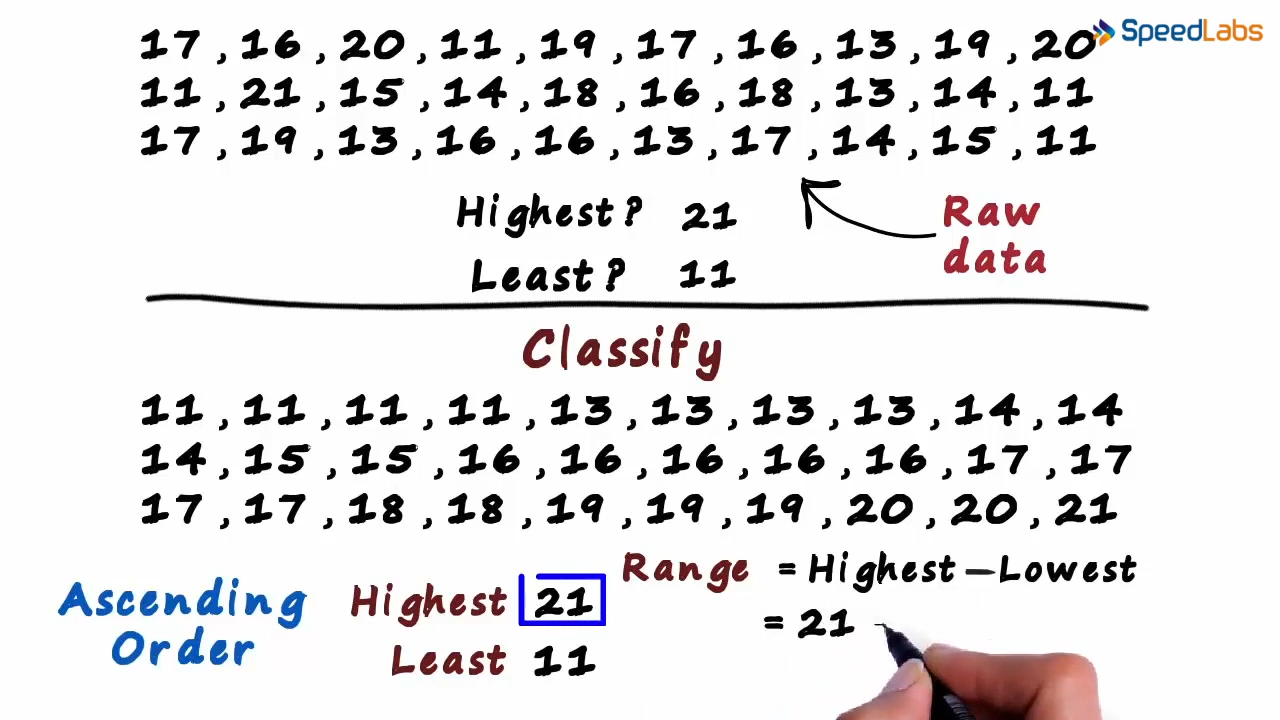 SpeedLabs
17 , 16 , 20 , 11 , 19 , 17 , 16 , 13 , 19 , 20
11 , 21 , 15 , 14 , 18 , 16 , 18 , 13 , 14 , 11
17 , 19 , 13 , 16 , 16 , 13 , 17 , 14 , 15 , 11
Highest? 21
Least? 11
Raw
data
Classify
11 , 11 , 11 , 11 , 13 , 13 , 13 , 13 , 14 , 14
14 , 15 , 15 , 16 , 16 , 16 , 16 , 16 , 17 , 17
17 , 17 , 18 , 18 , 19 , 19 , 19 , 20 , 20 , 21
Ascending
Order
Highest 21
Least 11
Range = Highest – Lowest
= 21 -